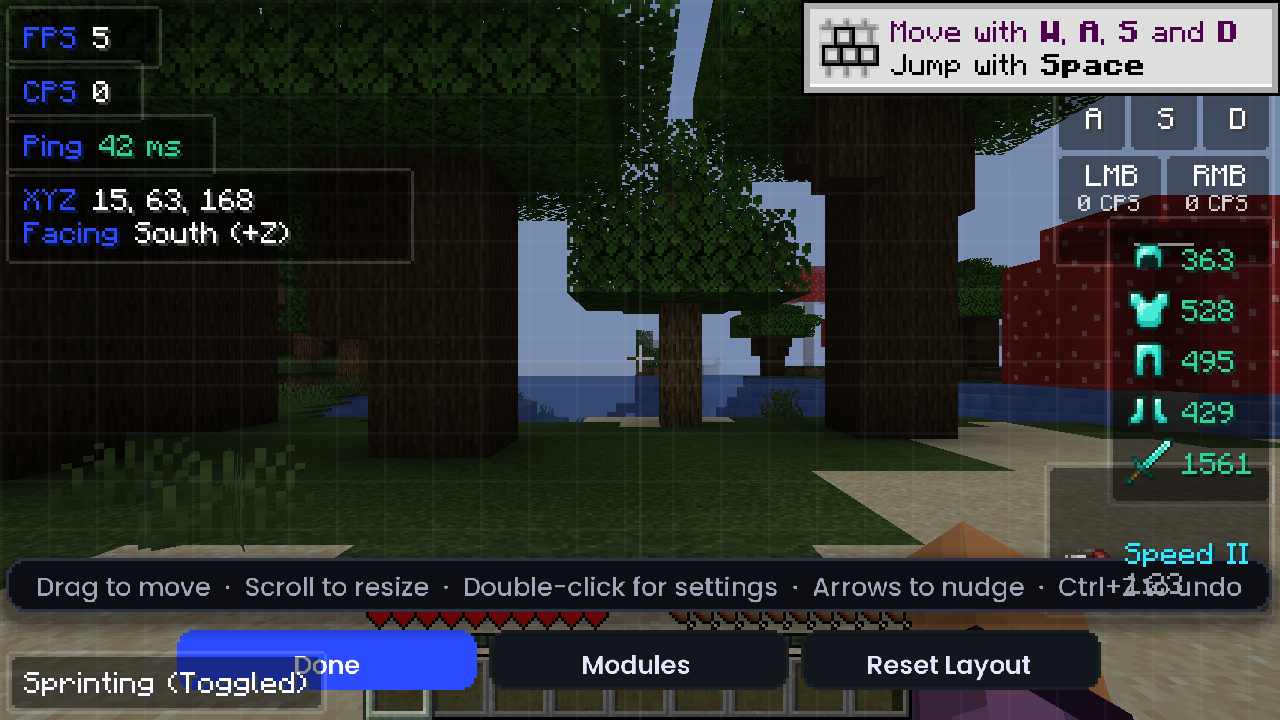 FPS 5
CPS 0
Ping 42 ms
XYZ 15, 63, 168
Facing South (+Z)
Move with W, A, S and D
Jump with Space
A S D
LMB RMB
0 CPS 0 CPS
363
528
495
429
1561
Speed II
1:33
Drag to move · Scroll to resize · Double-click for settings · Arrows to nudge · Ctrl+Z to undo
Done Modules Reset Layout
Sprinting (Toggled)